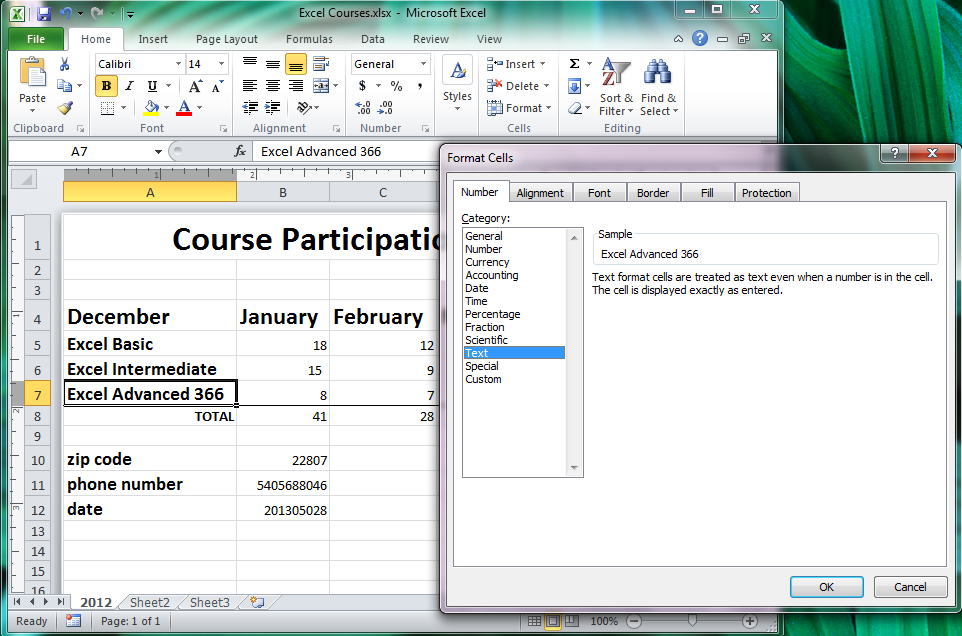 Excel Courses.xlsx - Microsoft Excel
File Home Insert Page Layout Formulas Data Review View
Paste
Clipboard
Calibri 14
B I U A A
A
Font
Alignment
General
$ % ,
.00 .0
Number
A
Styles
Insert
Delete
Format
Cells
Σ
A
Z
Sort & Filter
Find & Select
Editing
A7 fx Excel Advanced 366
1 2 3
A B C
1 Course Participatio
2
3
4 December January February
5 Excel Basic 18 12
6 Excel Intermediate 15 9
7 Excel Advanced 366 8 7
8 TOTAL 41 28
9
10 zip code 22807
11 phone number 5405688046
12 date 201305028
13
14
15
16
2012 Sheet2 Sheet3
Ready Page: 1 of 1 100%
Format Cells
Number Alignment Font Border Fill Protection
Category:
General
Number
Currency
Accounting
Date
Time
Percentage
Fraction
Scientific
Text
Special
Custom
Sample
Excel Advanced 366
Text format cells are treated as text even when a number is in the cell.
The cell is displayed exactly as entered.
OK Cancel